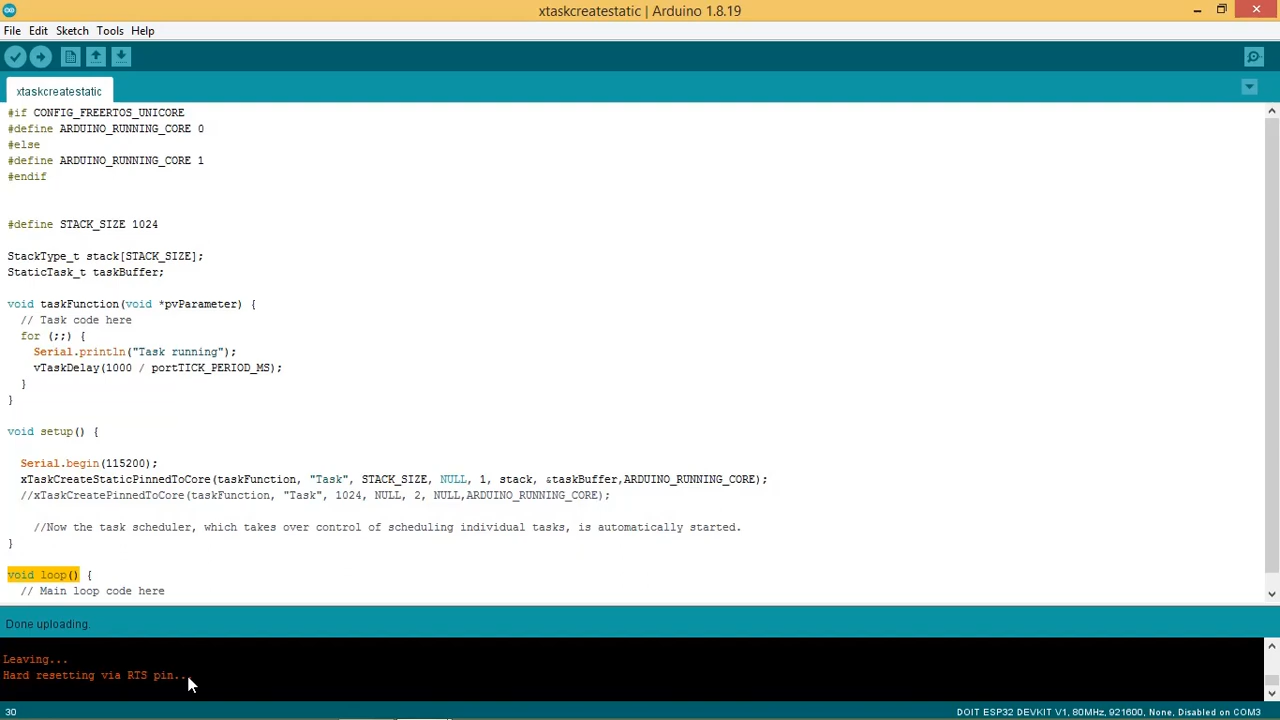 xtaskcreatestatic | Arduino 1.8.19
File Edit Sketch Tools Help
xtaskcreatestatic
#if CONFIG_FREERTOS_UNICORE
#define ARDUINO_RUNNING_CORE 0
#else
#define ARDUINO_RUNNING_CORE 1
#endif
#define STACK_SIZE 1024
StackType_t stack[STACK_SIZE];
StaticTask_t taskBuffer;
void taskFunction(void *pvParameter) {
// Task code here
for (;;) {
Serial.println("Task running");
vTaskDelay(1000 / portTICK_PERIOD_MS);
}
}
void setup() {
Serial.begin(115200);
xTaskCreateStaticPinnedToCore(taskFunction, "Task", STACK_SIZE, NULL, 1, stack, &taskBuffer,ARDUINO_RUNNING_CORE);
//xTaskCreatePinnedToCore(taskFunction, "Task", 1024, NULL, 2, NULL,ARDUINO_RUNNING_CORE);
//Now the task scheduler, which takes over control of scheduling individual tasks, is automatically started.
}
void loop() {
// Main loop code here
Done uploading.
Leaving...
Hard resetting via RTS pin...
30
DOIT ESP32 DEVKIT V1, 80MHz, 921600, None, Disabled on COM3